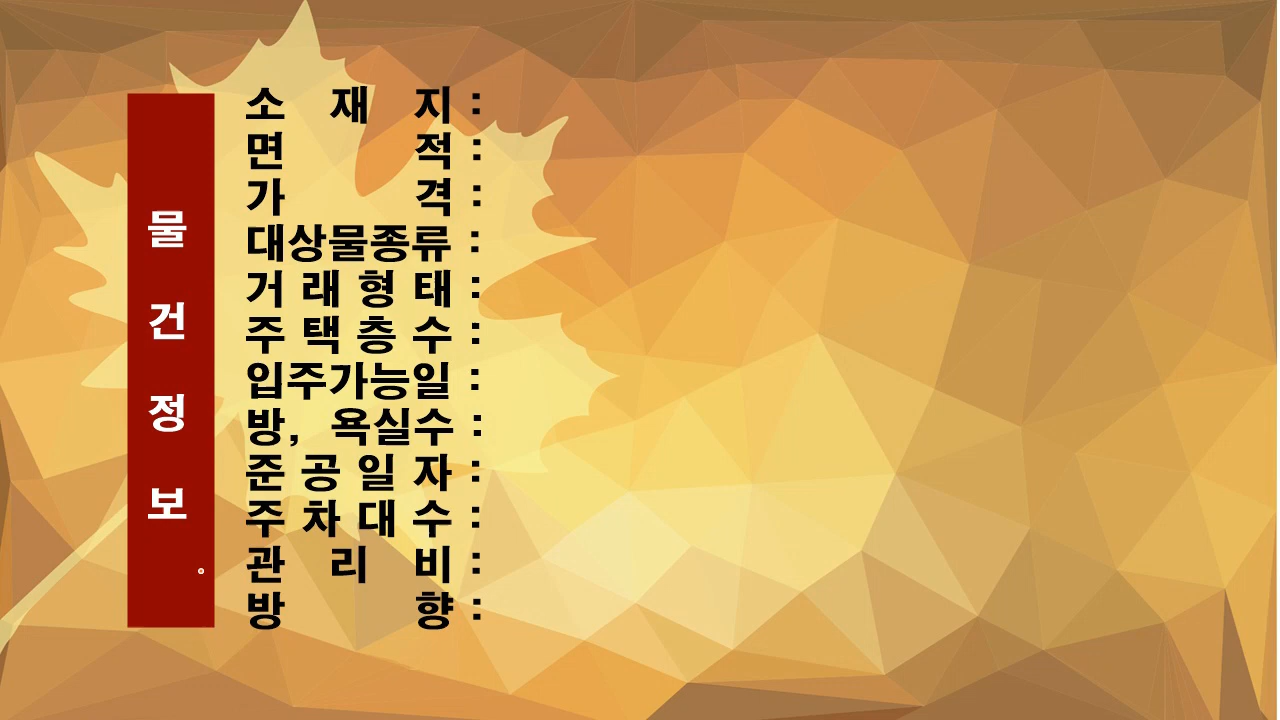 물건정보
소 재 지 :
면 적 :
가 격 :
대상물종류 :
거 래 형 태 :
주 택 층 수 :
입주가능일 :
방, 욕실수 :
준 공 일 자 :
주 차 대 수 :
관 리 비 :
방 향 :